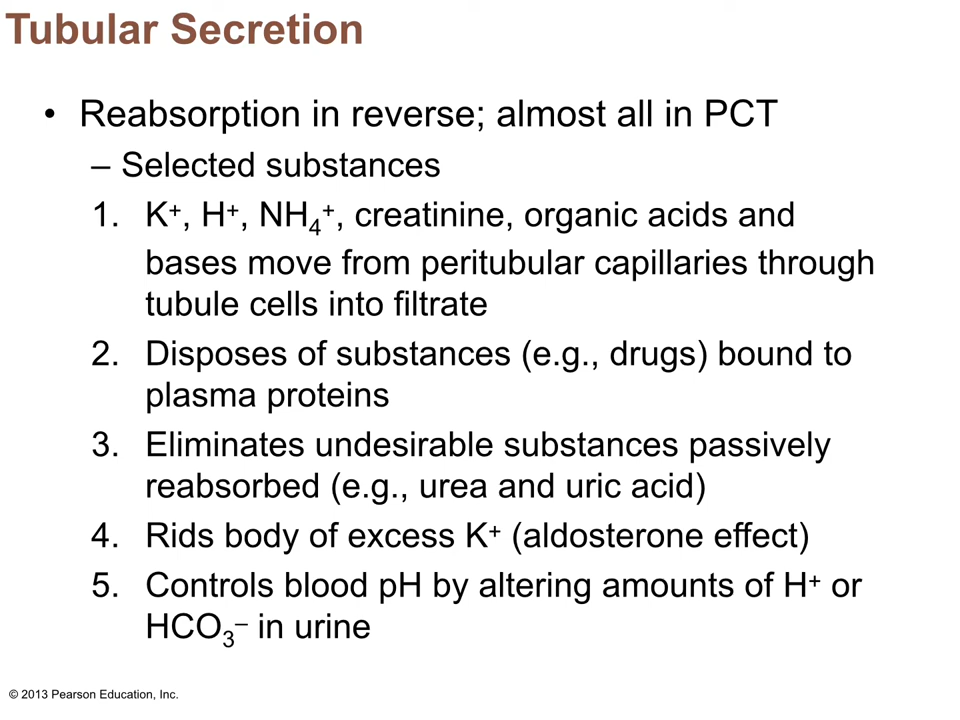 Tubular Secretion
• Reabsorption in reverse; almost all in PCT
– Selected substances
1. K⁺, H⁺, NH₄⁺, creatinine, organic acids and
bases move from peritubular capillaries through
tubule cells into filtrate
2. Disposes of substances (e.g., drugs) bound to
plasma proteins
3. Eliminates undesirable substances passively
reabsorbed (e.g., urea and uric acid)
4. Rids body of excess K⁺ (aldosterone effect)
5. Controls blood pH by altering amounts of H⁺ or
HCO₃⁻ in urine
© 2013 Pearson Education, Inc.